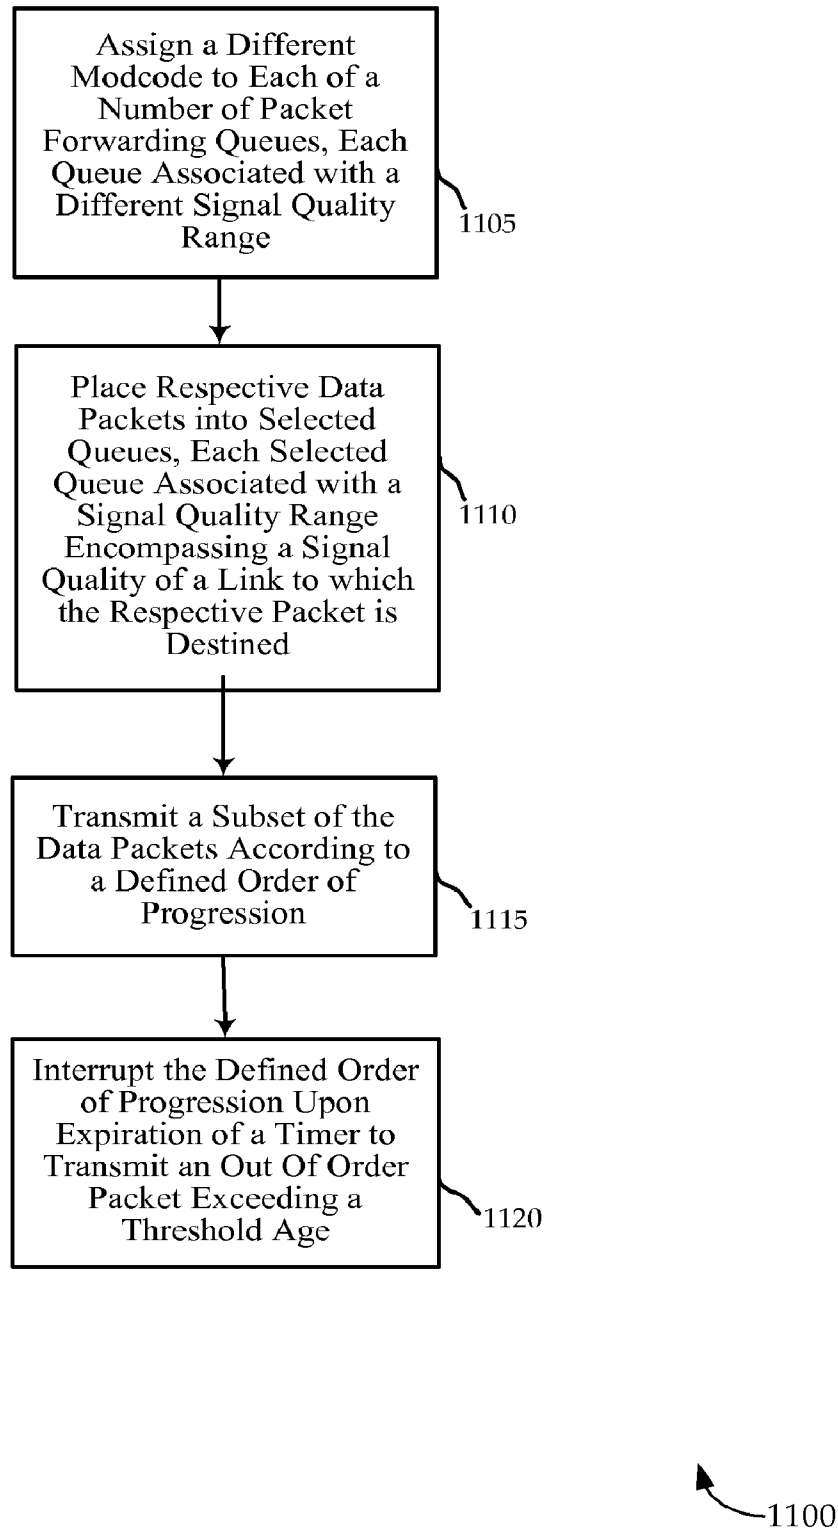 Assign a Different
Modcode to Each of a
Number of Packet
Forwarding Queues, Each
Queue Associated with a
Different Signal Quality
Range
1105
Place Respective Data
Packets into Selected
Queues, Each Selected
Queue Associated with a
Signal Quality Range
Encompassing a Signal
Quality of a Link to which
the Respective Packet is
Destined
1110
Transmit a Subset of the
Data Packets According to
a Defined Order of
Progression
1115
Interrupt the Defined Order
of Progression Upon
Expiration of a Timer to
Transmit an Out Of Order
Packet Exceeding a
Threshold Age
1120
1100